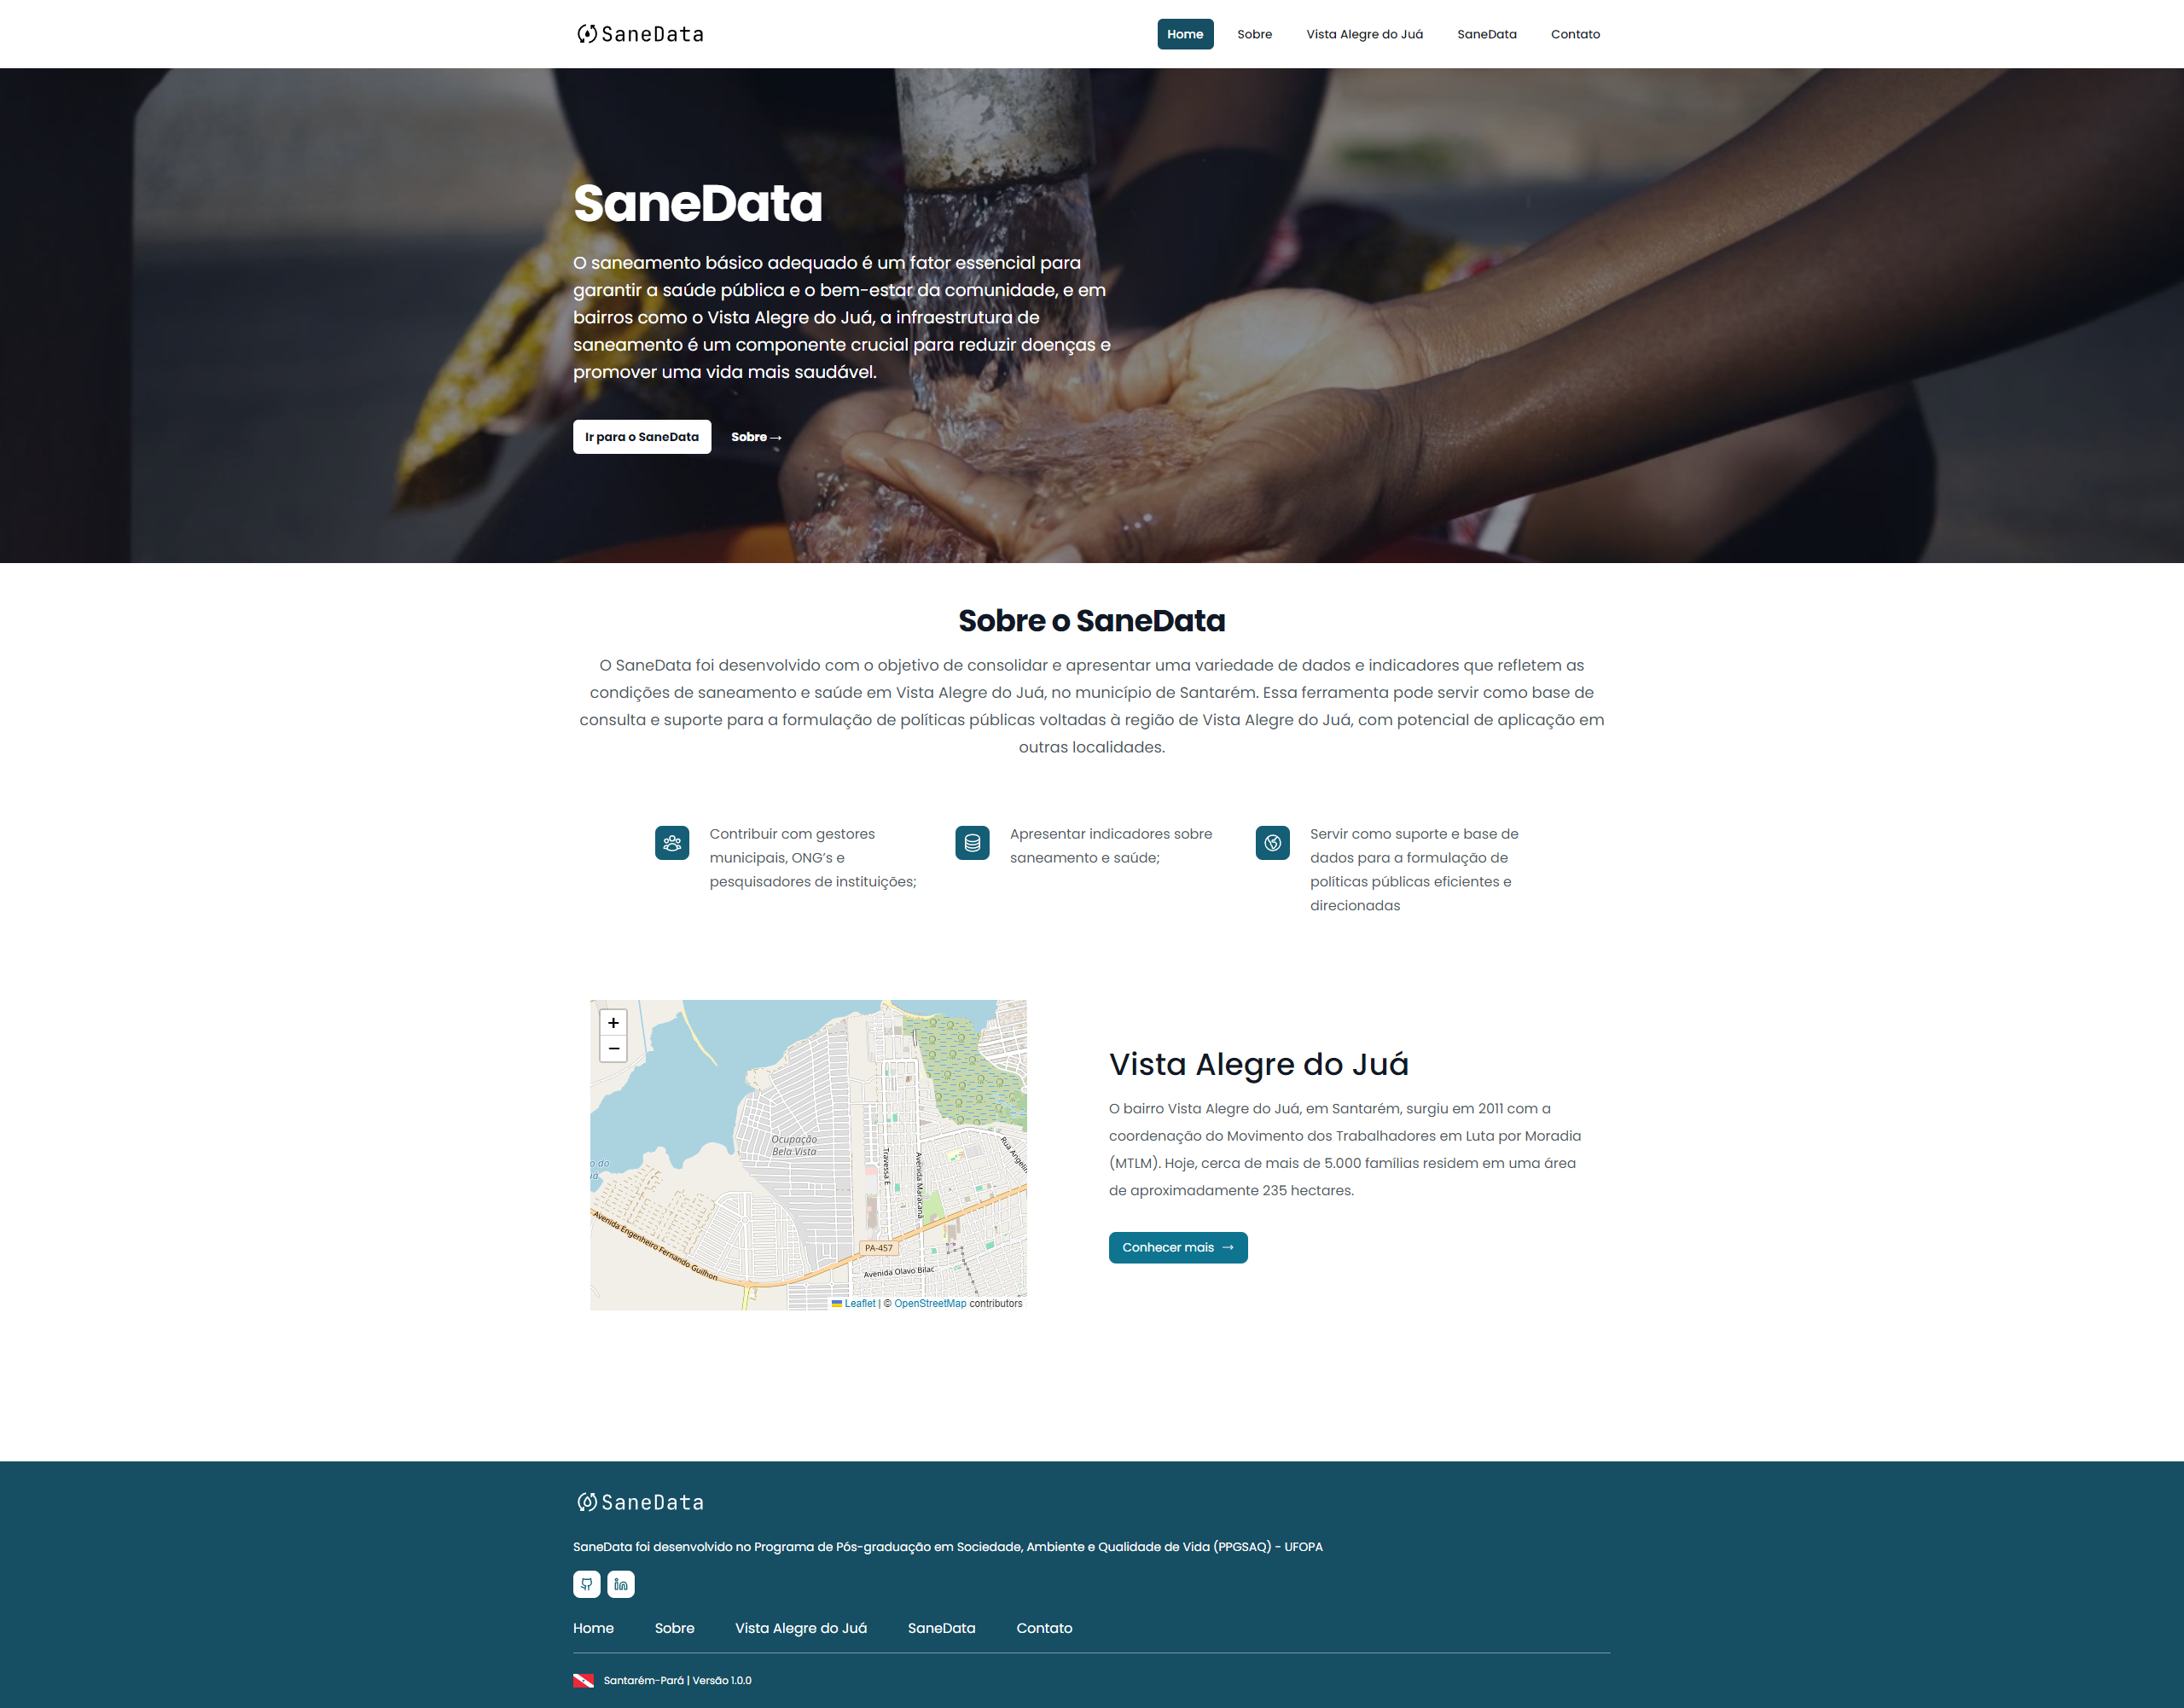 SaneData
Home Sobre Vista Alegre do Juá SaneData Contato
SaneData
O saneamento básico adequado é um fator essencial para
garantir a saúde pública e o bem-estar da comunidade, e em
bairros como o Vista Alegre do Juá, a infraestrutura de
saneamento é um componente crucial para reduzir doenças e
promover uma vida mais saudável.
Ir para o SaneData Sobre →
Sobre o SaneData
O SaneData foi desenvolvido com o objetivo de consolidar e apresentar uma variedade de dados e indicadores que refletem as
condições de saneamento e saúde em Vista Alegre do Juá, no município de Santarém. Essa ferramenta pode servir como base de
consulta e suporte para a formulação de políticas públicas voltadas à região de Vista Alegre do Juá, com potencial de aplicação em
outras localidades.
Contribuir com gestores
municipais, ONG's e
pesquisadores de instituições;
Apresentar indicadores sobre
saneamento e saúde;
Servir como suporte e base de
dados para a formulação de
políticas públicas eficientes e
direcionadas
+
−
Ocupação
Bela Vista
o do
Travessa E
Avenida Maracanã
Rua Angelim
Avenida Engenheiro Fernando Guilhon
PA-457
Avenida Olavo Bilac
Leaflet | © OpenStreetMap contributors
Vista Alegre do Juá
O bairro Vista Alegre do Juá, em Santarém, surgiu em 2011 com a
coordenação do Movimento dos Trabalhadores em Luta por Moradia
(MTLM). Hoje, cerca de mais de 5.000 famílias residem em uma área
de aproximadamente 235 hectares.
Conhecer mais →
SaneData
SaneData foi desenvolvido no Programa de Pós-graduação em Sociedade, Ambiente e Qualidade de Vida (PPGSAQ) - UFOPA
in
Home Sobre Vista Alegre do Juá SaneData Contato
Santarém-Pará | Versão 1.0.0